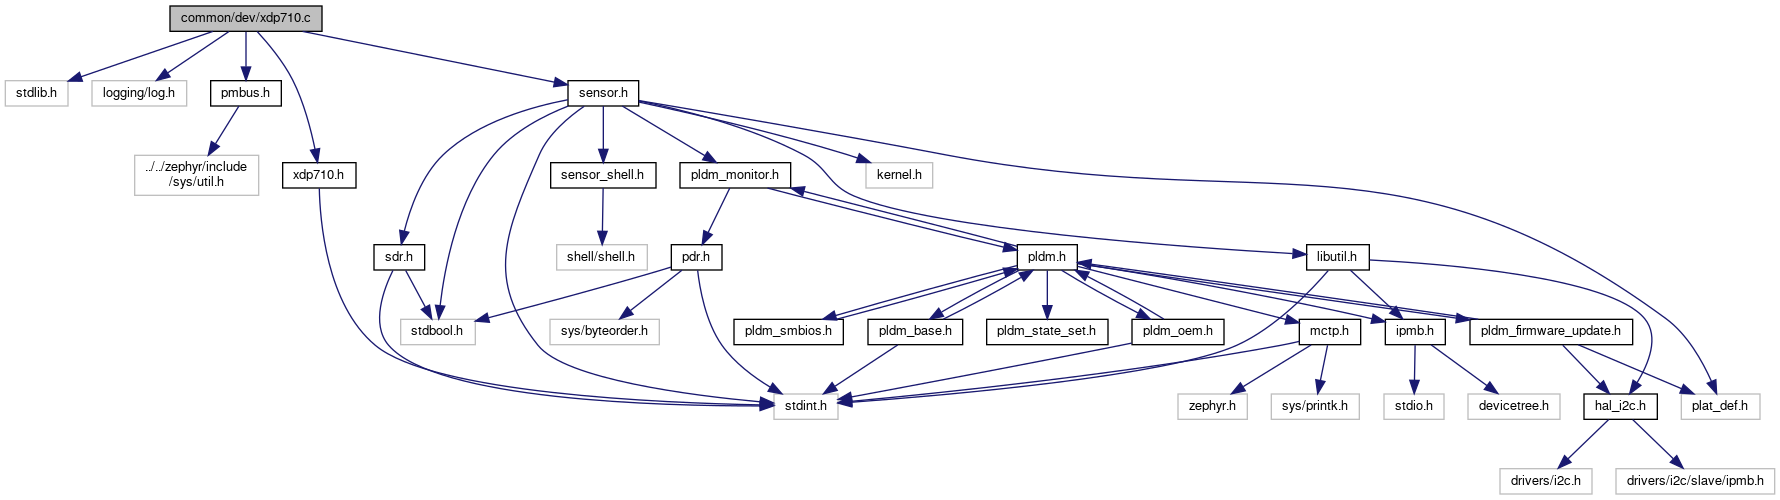 common/dev/xdp710.c
stdlib.h
logging/log.h
pmbus.h
sensor.h
../../zephyr/include
/sys/util.h
xdp710.h
sensor_shell.h
pldm_monitor.h
kernel.h
sdr.h
shell/shell.h
pdr.h
pldm.h
libutil.h
stdbool.h
sys/byteorder.h
pldm_smbios.h
pldm_base.h
pldm_state_set.h
pldm_oem.h
mctp.h
ipmb.h
pldm_firmware_update.h
stdint.h
zephyr.h
sys/printk.h
stdio.h
devicetree.h
hal_i2c.h
plat_def.h
drivers/i2c.h
drivers/i2c/slave/ipmb.h